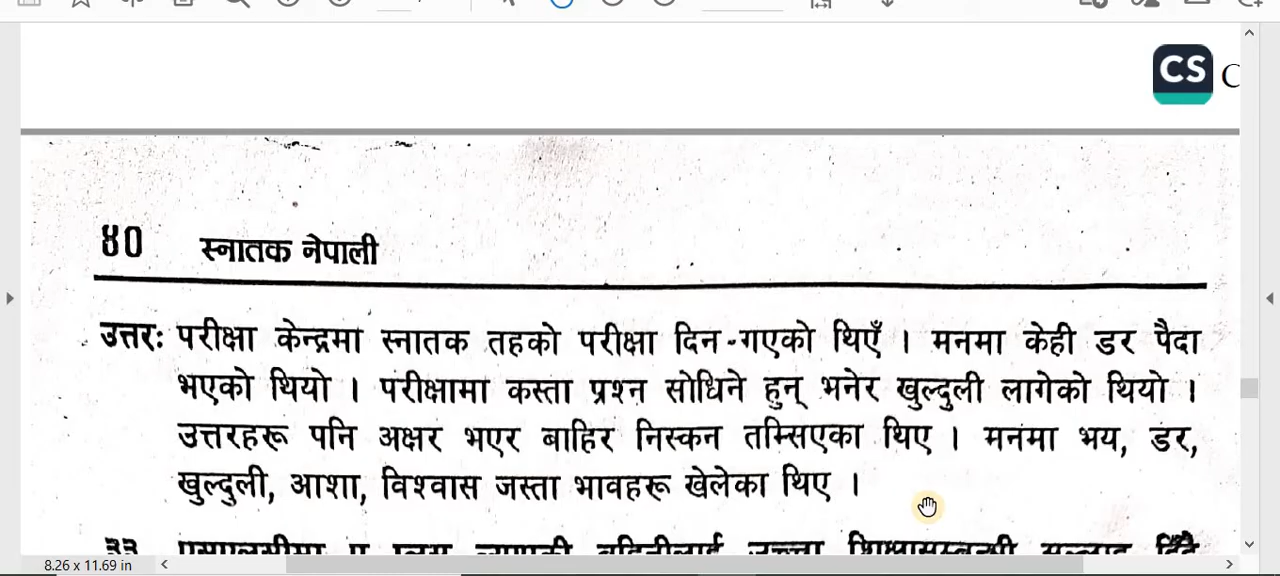 CS
४० स्नातक नेपाली
उत्तरः परीक्षा केन्द्रमा स्नातक तहको परीक्षा दिन-गएको थिएँ । मनमा केही डर पैदा
भएको थियो । परीक्षामा कस्ता प्रश्न सोधिने हुन् भनेर खुल्दुली लागेको थियो ।
उत्तरहरू पनि अक्षर भएर बाहिर निस्कन तम्सिएका थिए । मनमा भय, डर,
खुल्दुली, आशा, विश्वास जस्ता भावहरू खेलेका थिए ।
8.26 x 11.69 in